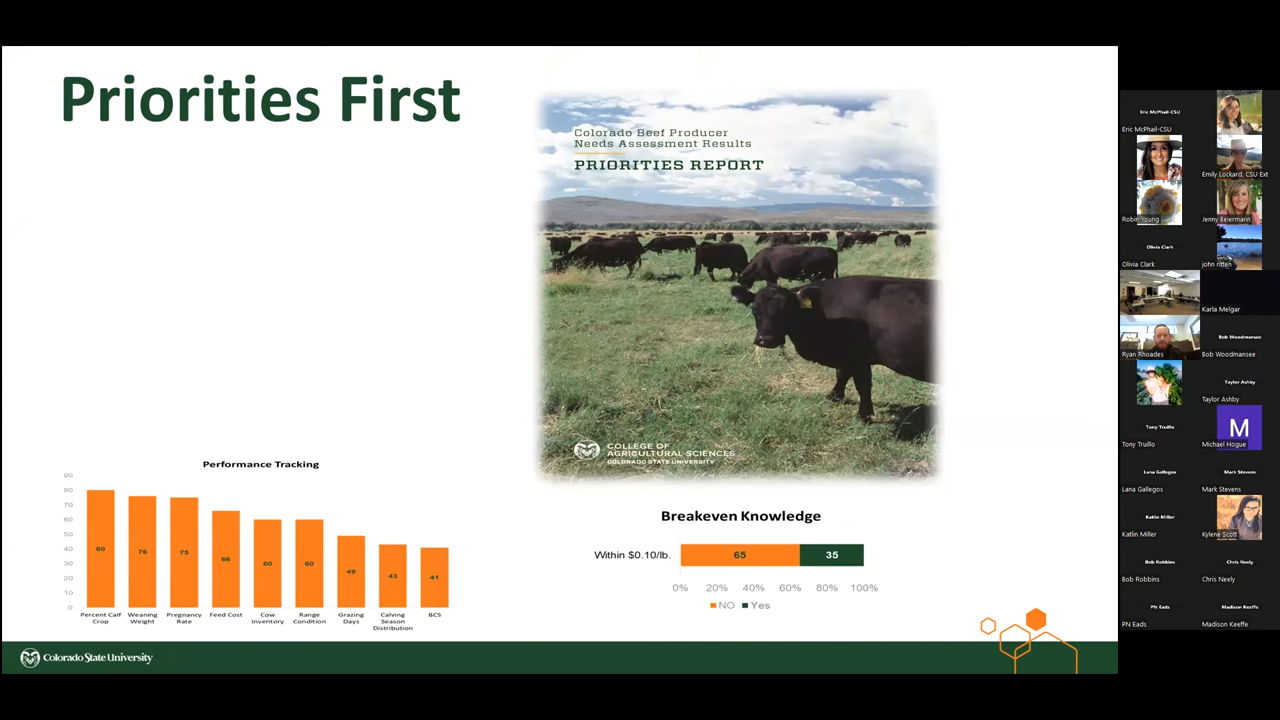 Priorities First
Colorado Beef Producer
Needs Assessment Results
PRIORITIES REPORT
COLLEGE OF
AGRICULTURAL SCIENCES
COLORADO STATE UNIVERSITY
Performance Tracking
90
80
70
60
50
40
30
20
10
0
80
76
75
66
60
60
49
43
41
Percent Calf
Crop
Weaning
Weight
Pregnancy
Rate
Feed Cost
Cow
Inventory
Range
Condition
Grazing
Days
Calving
Season
Distribution
BCS
Breakeven Knowledge
Within $0.10/lb.
65
35
0% 20% 40% 60% 80% 100%
NO Yes
Colorado State University
Eric McPhail-CSU
Eric McPhail-CSU
Emily Lockard, CSU Ext
Robin Young
Jenny Beiermann
Olivia Clark
Olivia Clark
john ritten
Karla Melgar
Ryan Rhoades
Bob Woodmansee
Bob Woodmansee
Taylor Ashby
Taylor Ashby
Tony Truillo
Tony Truillo
M
Michael Hogue
Lana Gallegos
Lana Gallegos
Mark Stevens
Mark Stevens
Katlin Miller
Katlin Miller
Kylene Scott
Bob Robbins
Bob Robbins
Chris Neely
Chris Neely
PN Eads
PN Eads
Madison Keeffe
Madison Keeffe